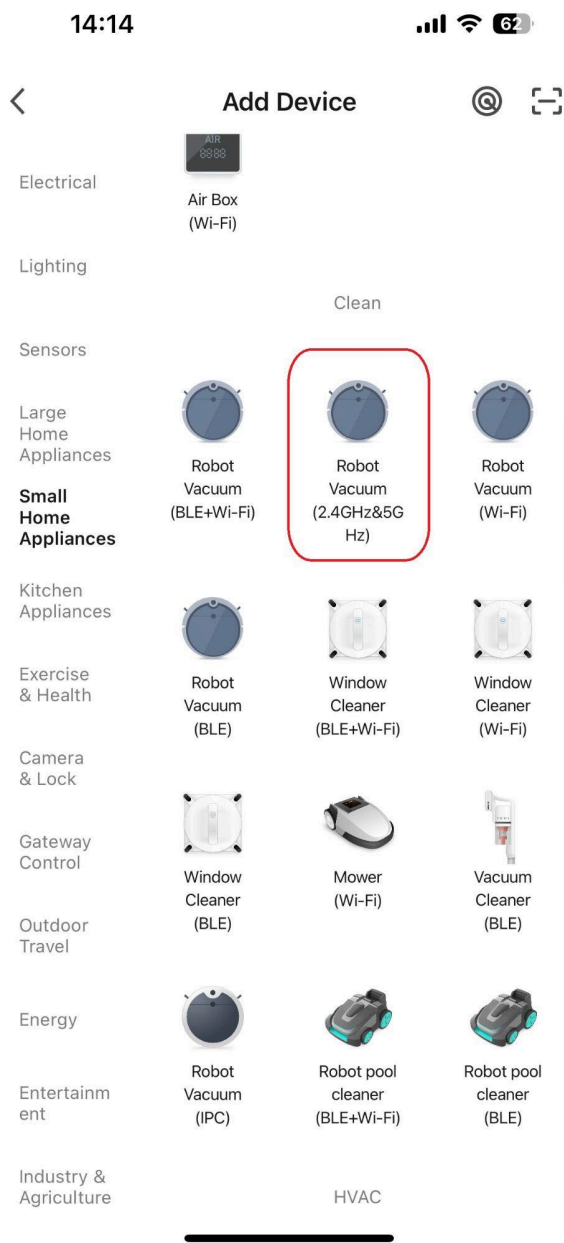 14:14
62
Add Device
AIR
88:88
Air Box
(Wi-Fi)
Electrical
Lighting
Sensors
Large
Home
Appliances
Small
Home
Appliances
Kitchen
Appliances
Exercise
& Health
Camera
& Lock
Gateway
Control
Outdoor
Travel
Energy
Entertainm
ent
Industry &
Agriculture
Clean
Robot
Vacuum
(BLE+Wi-Fi)
Robot
Vacuum
(2.4GHz&5G
Hz)
Robot
Vacuum
(Wi-Fi)
Robot
Vacuum
(BLE)
Window
Cleaner
(BLE+Wi-Fi)
Window
Cleaner
(Wi-Fi)
Window
Cleaner
(BLE)
Mower
(Wi-Fi)
Vacuum
Cleaner
(BLE)
Robot
Vacuum
(IPC)
Robot pool
cleaner
(BLE+Wi-Fi)
Robot pool
cleaner
(BLE)
HVAC